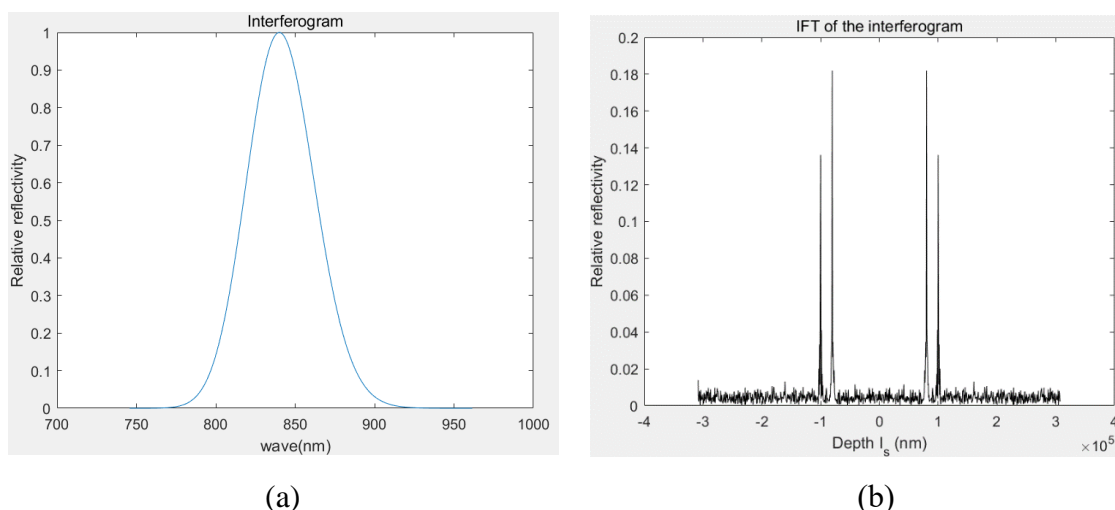 Interferogram
1
0.9
0.8
0.7
0.6
0.5
0.4
0.3
0.2
0.1
0
Relative reflectivity
700 750 800 850 900 950 1000
wave(nm)
(a)
IFT of the interferogram
0.2
0.18
0.16
0.14
0.12
0.1
0.08
0.06
0.04
0.02
0
Relative reflectivity
-4 -3 -2 -1 0 1 2 3 4
Depth l_s (nm) ×10^5
(b)